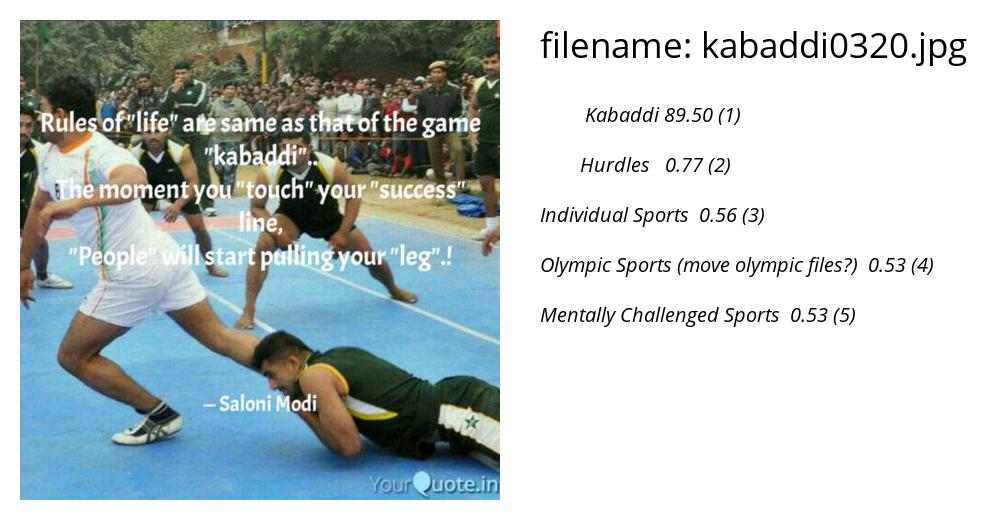 filename: kabaddi0320.jpg
Rules of "life" are same as that of the game
"kabaddi"..
The moment you "touch" your "success"
line,
"People" will start pulling your "leg".!
– Saloni Modi
YourQuote.in
Kabaddi 89.50 (1)
Hurdles 0.77 (2)
Individual Sports 0.56 (3)
Olympic Sports (move olympic files?) 0.53 (4)
Mentally Challenged Sports 0.53 (5)